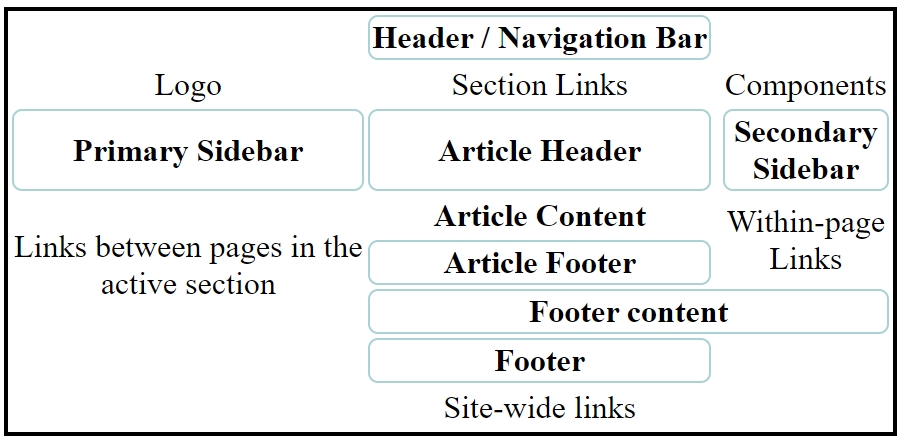 Header / Navigation Bar
Logo
Section Links
Components
Primary Sidebar
Article Header
Secondary
Sidebar
Article Content
Links between pages in the
active section
Within-page
Links
Article Footer
Footer content
Footer
Site-wide links